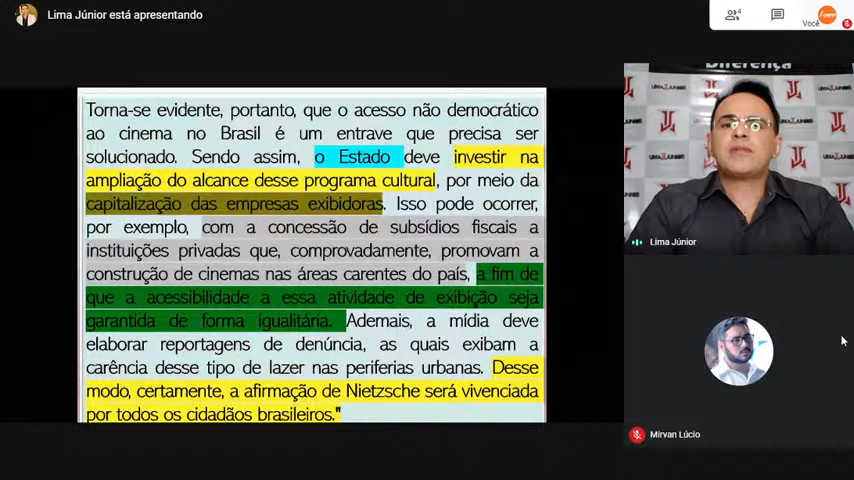 Lima Júnior está apresentando
4
Você
Diferença
Torna-se evidente, portanto, que o acesso não democrático
ao cinema no Brasil é um entrave que precisa ser
solucionado. Sendo assim, o Estado deve investir na
ampliação do alcance desse programa cultural, por meio da
capitalização das empresas exibidoras. Isso pode ocorrer,
por exemplo, com a concessão de subsídios fiscais a
instituições privadas que, comprovadamente, promovam a
construção de cinemas nas áreas carentes do país, a fim de
que a acessibilidade a essa atividade de exibição seja
garantida de forma igualitária. Ademais, a mídia deve
elaborar reportagens de denúncia, as quais exibam a
carência desse tipo de lazer nas periferias urbanas. Desse
modo, certamente, a afirmação de Nietzsche será vivenciada
por todos os cidadãos brasileiros."
Lima Júnior
Mirvan Lúcio